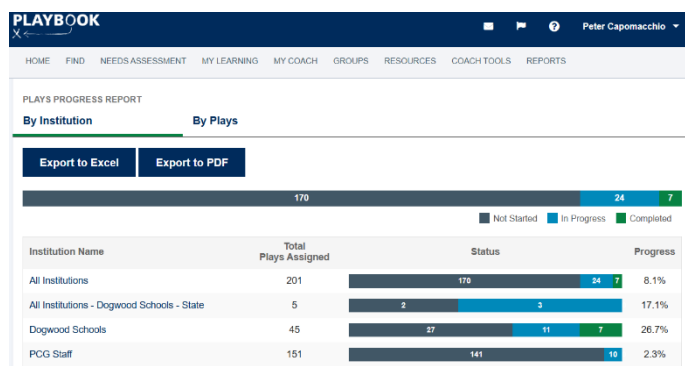 PLAYBOOK
Peter Capomacchio
HOME FIND NEEDS ASSESSMENT MY LEARNING MY COACH GROUPS RESOURCES COACH TOOLS REPORTS
PLAYS PROGRESS REPORT
By Institution By Plays
Export to Excel Export to PDF
170 24 7
Not Started In Progress Completed
Institution Name Total Plays Assigned Status Progress
All Institutions 201 170 24 7 8.1%
All Institutions - Dogwood Schools - State 5 2 3 17.1%
Dogwood Schools 45 27 11 7 26.7%
PCG Staff 151 141 10 2.3%